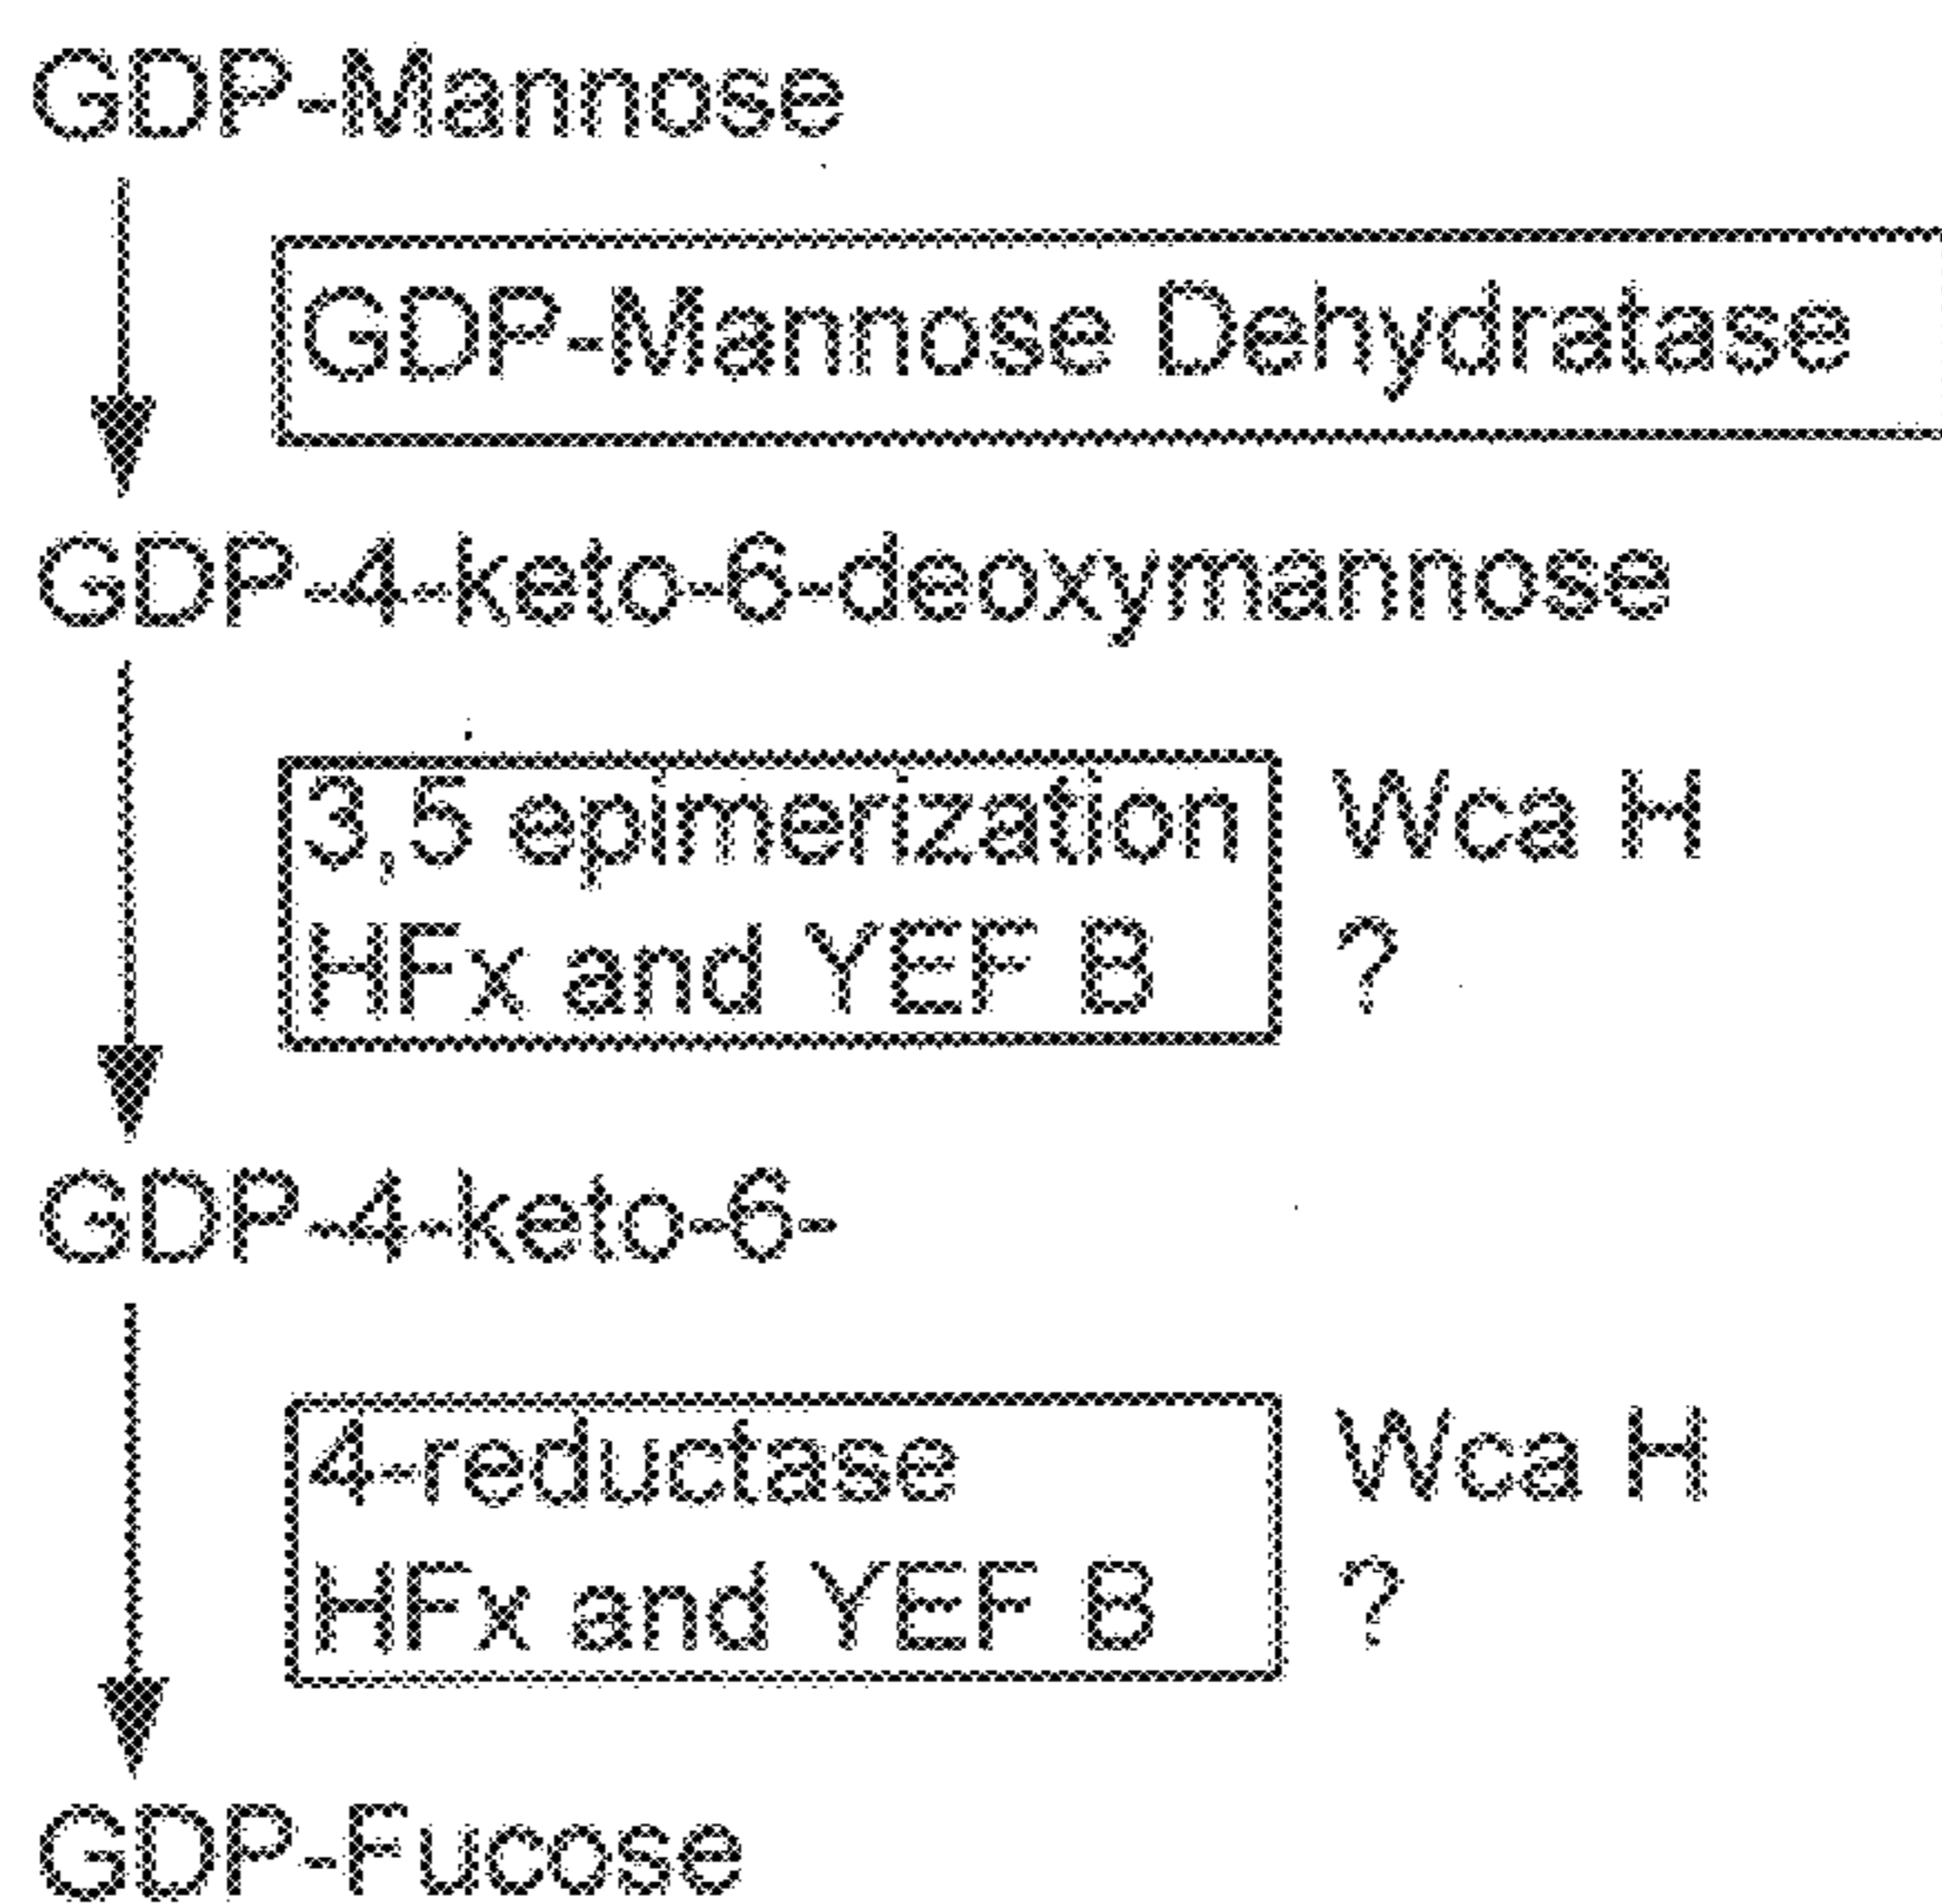 GDP-Mannose
GDP-Mannose Dehydratase
GDP-4-keto-6-deoxymannose
3,5 epimerization Wca H
HFx and YEF B ?
GDP-4-keto-6-
4-reductase Wca H
HFx and YEF B ?
GDP-Fucose